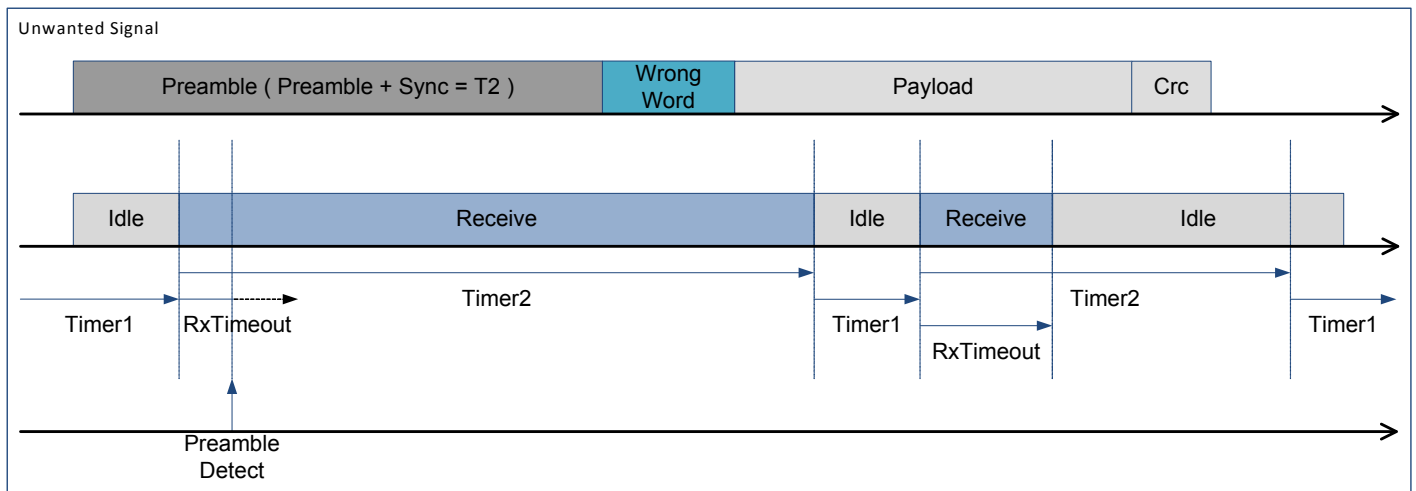 Unwanted Signal
Preamble ( Preamble + Sync = T2 )
Wrong
Word
Payload
Crc
Idle
Receive
Idle
Receive
Idle
Timer2
Timer2
Timer1
RxTimeout
Timer1
Timer1
RxTimeout
Preamble
Detect